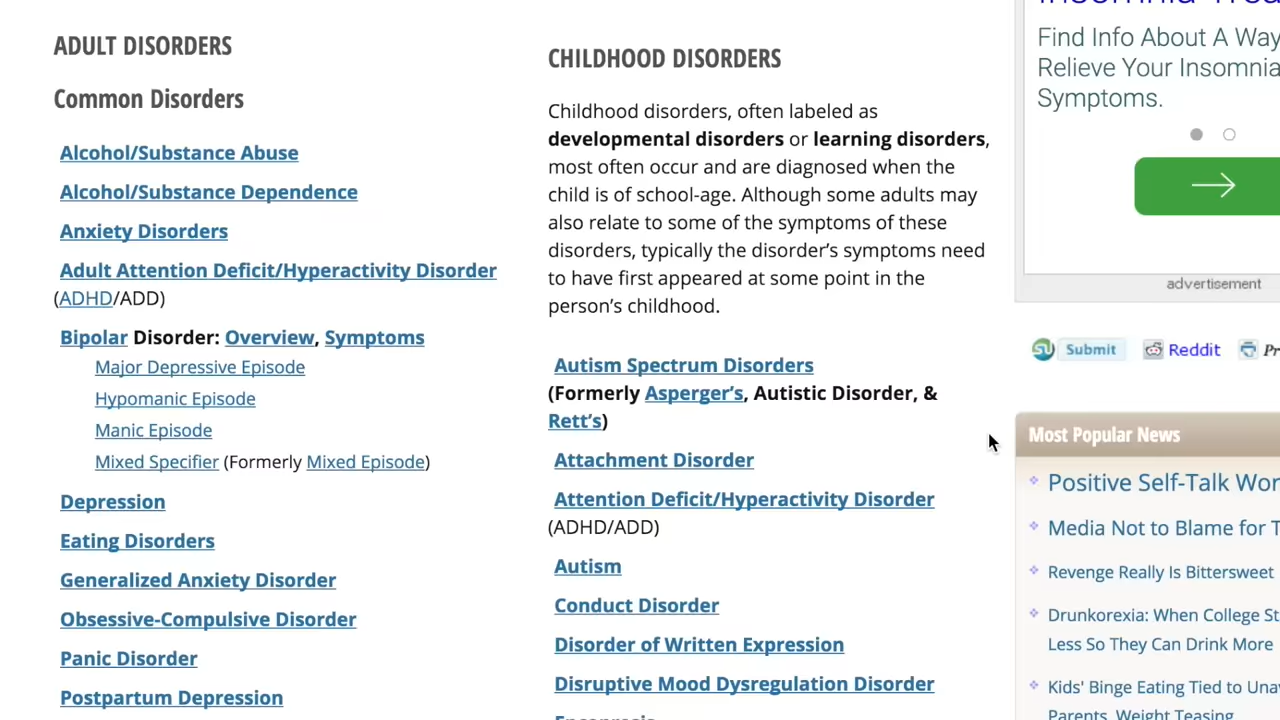 ADULT DISORDERS
Common Disorders
Alcohol/Substance Abuse
Alcohol/Substance Dependence
Anxiety Disorders
Adult Attention Deficit/Hyperactivity Disorder
(ADHD/ADD)
Bipolar Disorder: Overview, Symptoms
Major Depressive Episode
Hypomanic Episode
Manic Episode
Mixed Specifier (Formerly Mixed Episode)
Depression
Eating Disorders
Generalized Anxiety Disorder
Obsessive-Compulsive Disorder
Panic Disorder
Postpartum Depression
CHILDHOOD DISORDERS
Childhood disorders, often labeled as
developmental disorders or learning disorders,
most often occur and are diagnosed when the
child is of school-age. Although some adults may
also relate to some of the symptoms of these
disorders, typically the disorder's symptoms need
to have first appeared at some point in the
person's childhood.
Autism Spectrum Disorders
(Formerly Asperger's, Autistic Disorder, &
Rett's)
Attachment Disorder
Attention Deficit/Hyperactivity Disorder
(ADHD/ADD)
Autism
Conduct Disorder
Disorder of Written Expression
Disruptive Mood Dysregulation Disorder
Find Info About A Way
Relieve Your Insomnia
Symptoms.
advertisement
Submit Reddit
Most Popular News
Positive Self-Talk
Media Not to Blame for
Revenge Really Is Bittersweet
Drunkorexia: When College
Less So They Can Drink More
Kids' Binge Eating Tied to
Parents, Weight Teasing